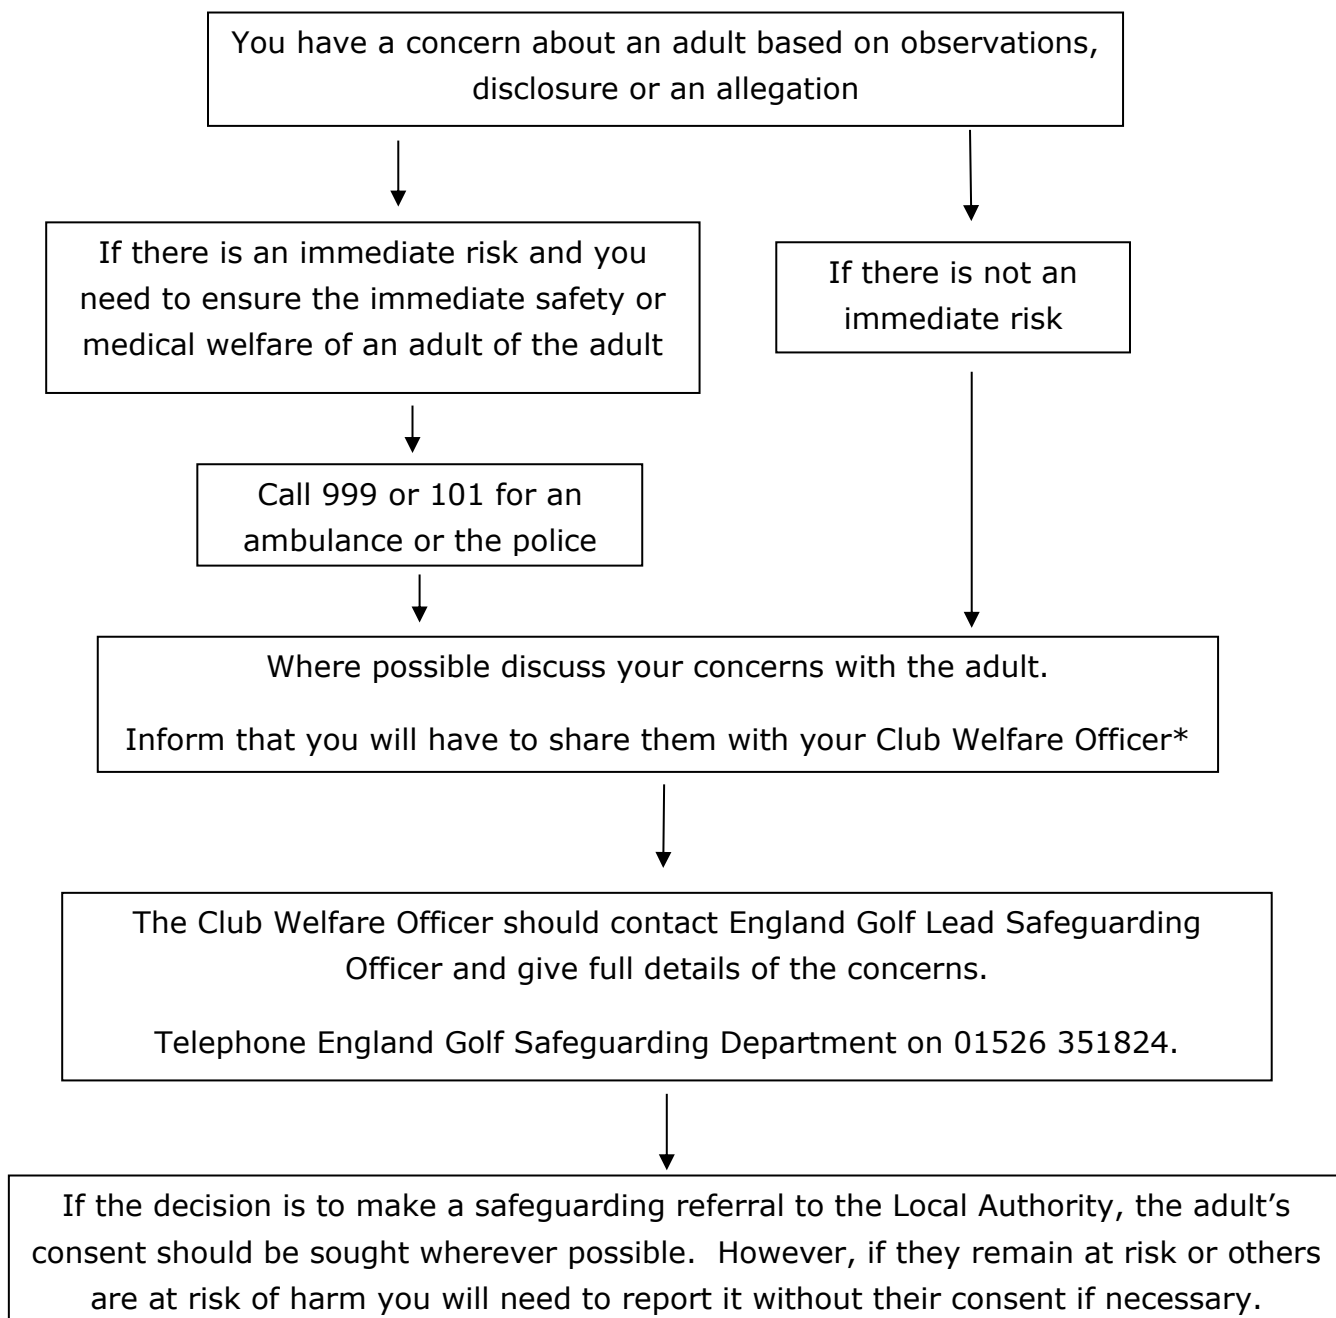 You have a concern about an adult based on observations,
disclosure or an allegation
If there is an immediate risk and you
need to ensure the immediate safety or
medical welfare of an adult of the adult
If there is not an
immediate risk
Call 999 or 101 for an
ambulance or the police
Where possible discuss your concerns with the adult.
Inform that you will have to share them with your Club Welfare Officer*
The Club Welfare Officer should contact England Golf Lead Safeguarding
Officer and give full details of the concerns.
Telephone England Golf Safeguarding Department on 01526 351824.
If the decision is to make a safeguarding referral to the Local Authority, the adult’s
consent should be sought wherever possible.  However, if they remain at risk or others
are at risk of harm you will need to report it without their consent if necessary.